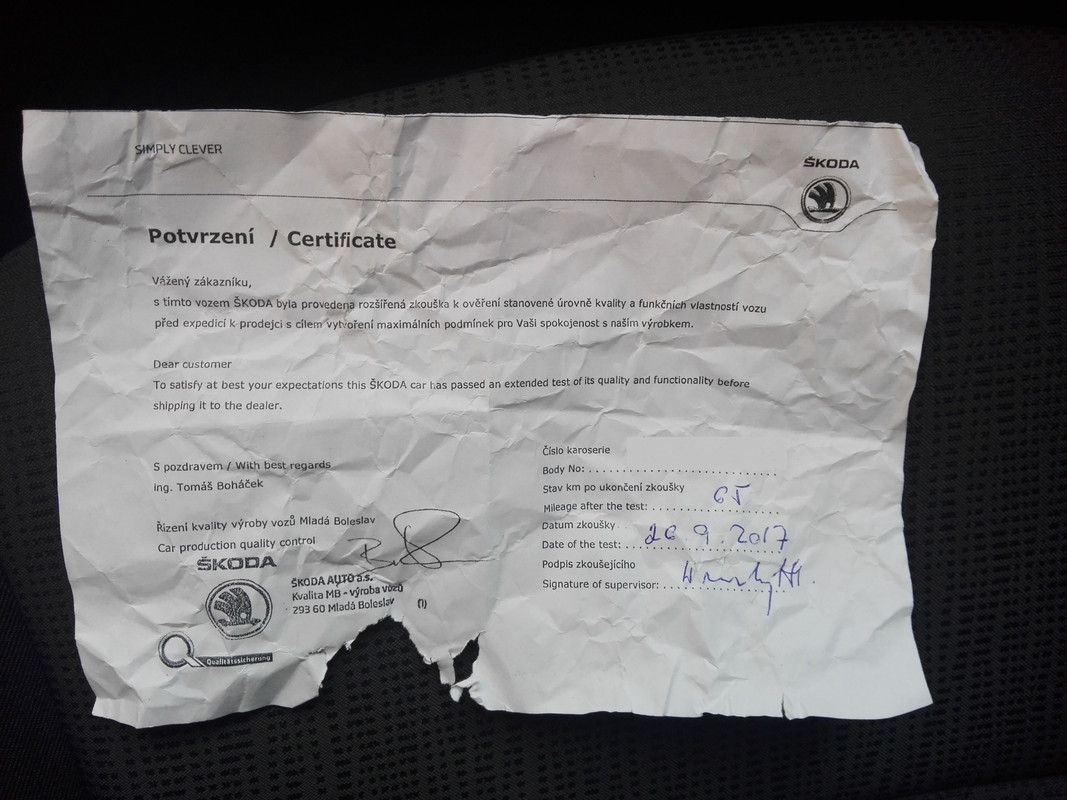 SIMPLY CLEVER
ŠKODA
Potvrzení / Certificate
Vážený zákazníku,
s tímto vozem ŠKODA byla provedena rozšířená zkouška k ověření stanovené úrovně kvality a funkčních vlastností vozu
před expedicí k prodejci s cílem vytvoření maximálních podmínek pro Vaši spokojenost s naším výrobkem.
Dear customer
To satisfy at best your expectations this ŠKODA car has passed an extended test of its quality and functionality before
shipping it to the dealer.
S pozdravem / With best regards
ing. Tomáš Boháček
Řízení kvality výroby vozů Mladá Boleslav
Car production quality control
ŠKODA
ŠKODA AUTO a.s.
Kvalita MB - výroba vozů
293 60 Mladá Boleslav (1)
Qualitätssicherung
Číslo karoserie
Body No: ..............................
Stav km po ukončení zkoušky
Mileage after the test: ....................
Datum zkoušky
Date of the test: 26.9.2017
Podpis zkoušejícího
Signature of supervisor: ....................